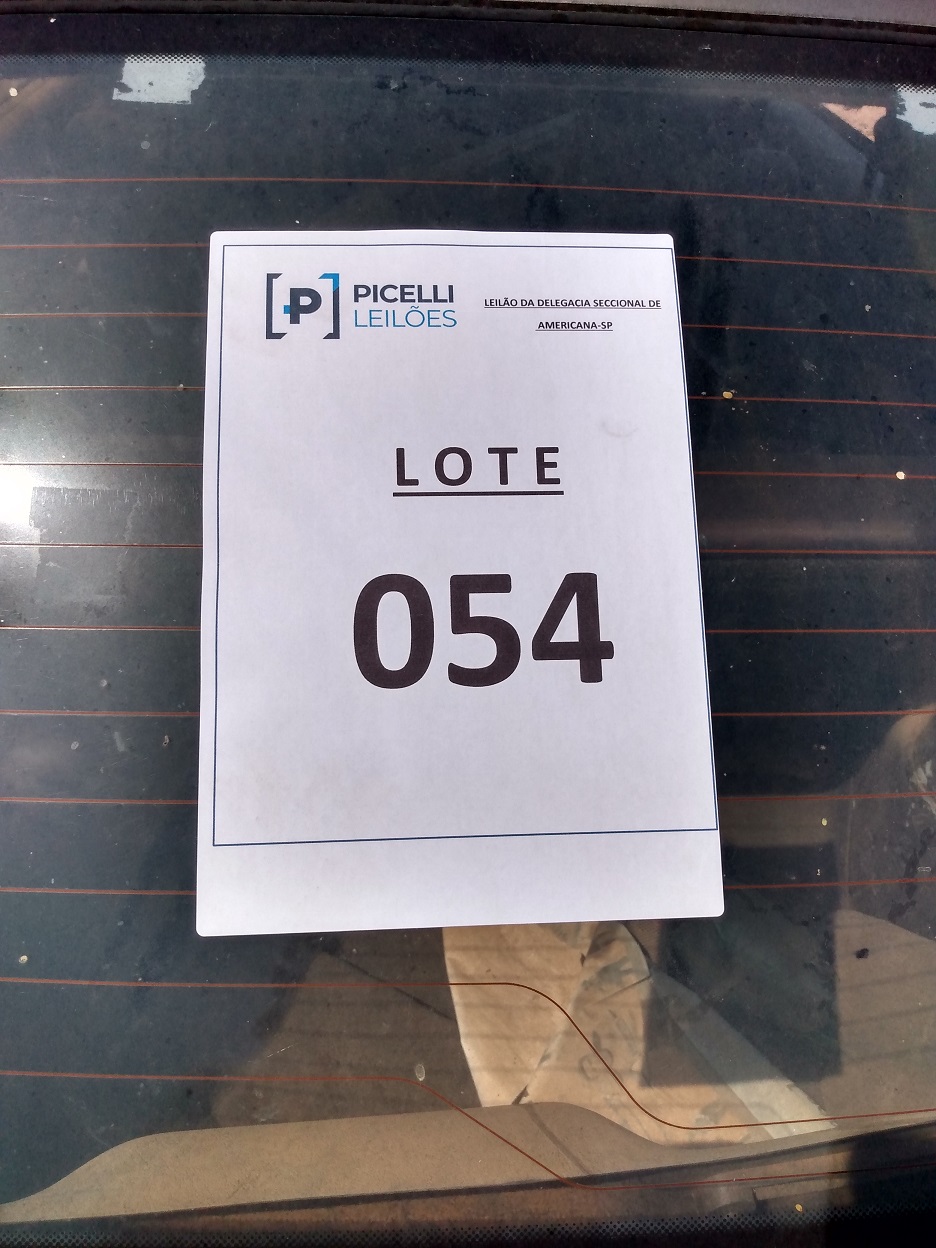 PICELLI
LEILÕES
LEILÃO DA DELEGACIA SECCIONAL DE
AMERICANA-SP
LOTE
054